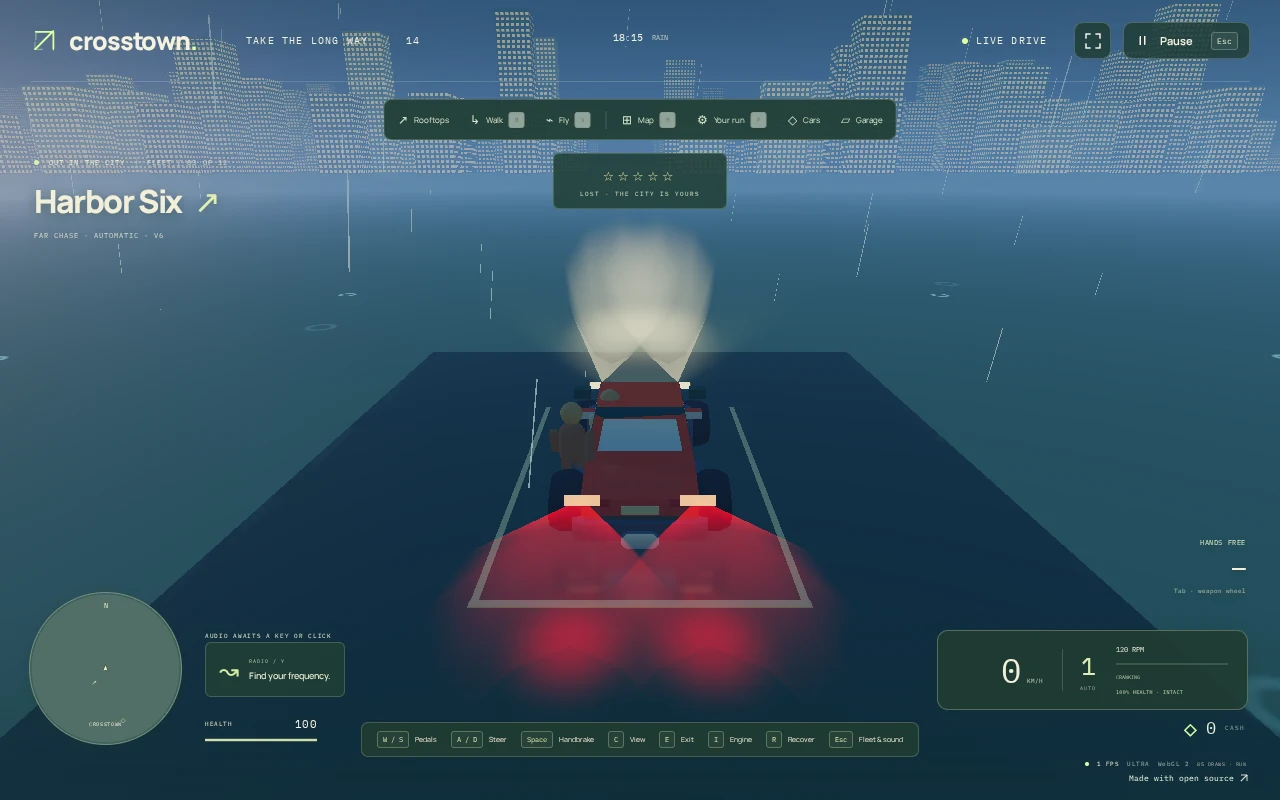 crosstown.
TAKE THE LONG WAY 14
18:15 RAIN
LIVE DRIVE
Pause Esc
Rooftops
Walk
Fly
Map
Your run
Cars
Garage
OUT IN THE CITY
LOST · THE CITY IS YOURS
Harbor Six ↗
FAR CHASE · AUTOMATIC · V6
HANDS FREE
—
Tab · weapon wheel
N
CROSSTOWN
AUDIO AWAITS A KEY OR CLICK
RADIO / Y
Find your frequency.
HEALTH 100
0 KM/H
1
AUTO
120 RPM
CRANKING
100% HEALTH · INTACT
0 CASH
W / S Pedals
A / D Steer
Space Handbrake
C View
E Exit
I Engine
R Recover
Esc Fleet & sound
1 FPS ULTRA WebGL 2
Made with open source ↗